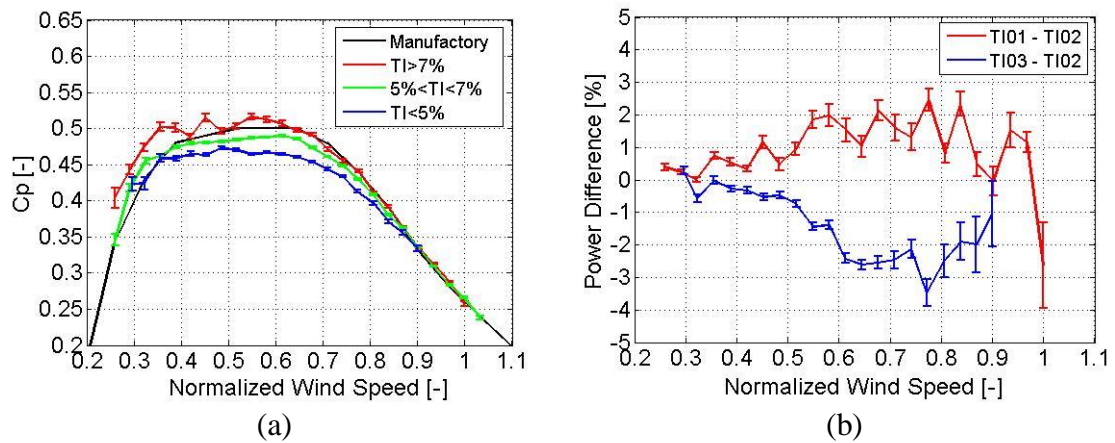 0.65
0.6
0.55
0.5
0.45
0.4
0.35
0.3
0.25
0.2
Cp [-]
Manufactory
TI>7%
5%<TI<7%
TI<5%
0.2 0.3 0.4 0.5 0.6 0.7 0.8 0.9 1 1.1
Normalized Wind Speed [-]
(a)
5
4
3
2
1
0
-1
-2
-3
-4
-5
Power Difference [%]
TI01 - TI02
TI03 - TI02
0.2 0.3 0.4 0.5 0.6 0.7 0.8 0.9 1 1.1
Normalized Wind Speed [-]
(b)